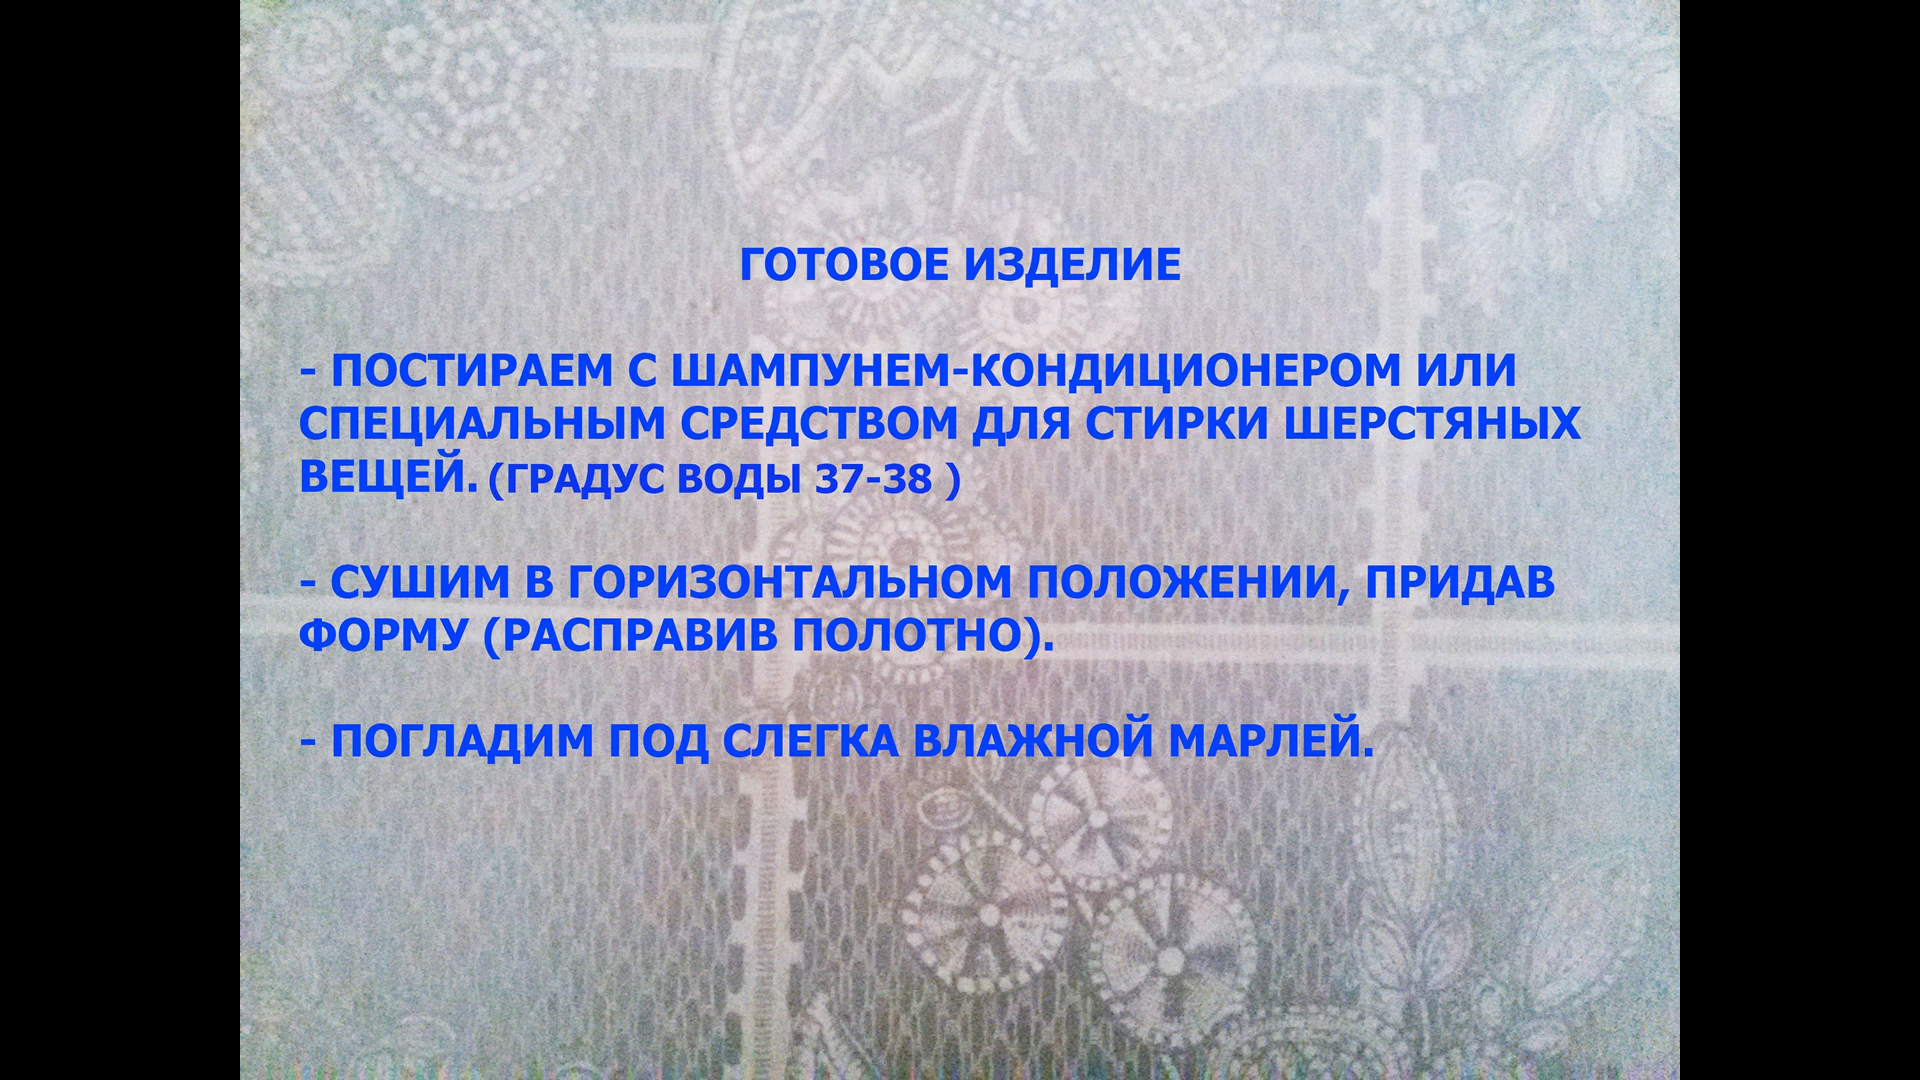 ГОТОВОЕ ИЗДЕЛИЕ
- ПОСТИРАЕМ С ШАМПУНЕМ-КОНДИЦИОНЕРОМ ИЛИ
СПЕЦИАЛЬНЫМ СРЕДСТВОМ ДЛЯ СТИРКИ ШЕРСТЯНЫХ
ВЕЩЕЙ. (ГРАДУС ВОДЫ 37-38 )
- СУШИМ В ГОРИЗОНТАЛЬНОМ ПОЛОЖЕНИИ, ПРИДАВ
ФОРМУ (РАСПРАВИВ ПОЛОТНО).
- ПОГЛАДИМ ПОД СЛЕГКА ВЛАЖНОЙ МАРЛЕЙ.